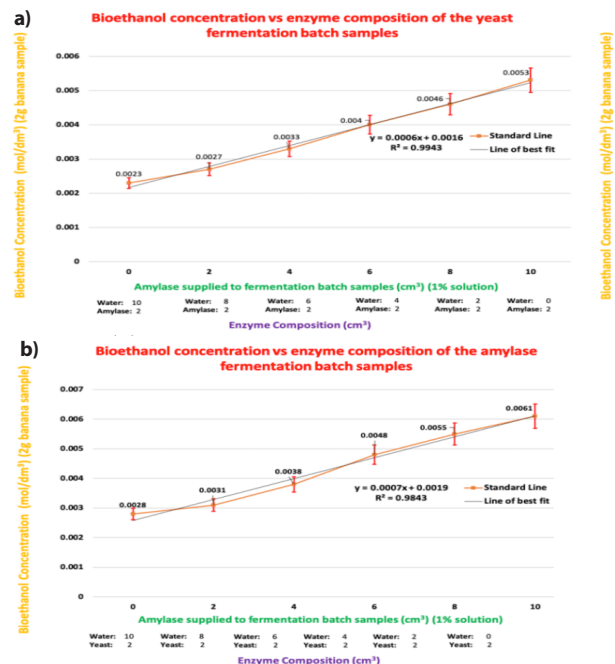 a)
Bioethanol concentration vs enzyme composition of the yeast
fermentation batch samples
Bioethanol Concentration (mol/dm³) (2g banana sample)
0.006
0.005
0.004
0.003
0.002
0.001
0
0.0023
0.0027
0.0033
0.004
0.0046
0.0053
y = 0.0006x + 0.0016
R² = 0.9943
Standard Line
Line of best fit
0 2 4 6 8 10
Amylase supplied to fermentation batch samples (cm³) (1% solution)
Water: 10 Water: 8 Water: 6 Water: 4 Water: 2 Water: 0
Amylase: 2 Amylase: 2 Amylase: 2 Amylase: 2 Amylase: 2 Amylase: 2
Enzyme Composition (cm³)
Bioethanol Concentration (mol/dm³) (2g banana sample)
b)
Bioethanol concentration vs enzyme composition of the amylase
fermentation batch samples
Bioethanol Concentration (mol/dm³) (2g banana sample)
0.007
0.006
0.005
0.004
0.003
0.002
0.001
0
0.0028
0.0031
0.0038
0.0048
0.0055
0.0061
y = 0.0007x + 0.0019
R² = 0.9843
Standard Line
Line of best fit
0 2 4 6 8 10
Amylase supplied to fermentation batch samples (cm³) (1% solution)
Water: 10 Water: 8 Water: 6 Water: 4 Water: 2 Water: 0
Yeast: 2 Yeast: 2 Yeast: 2 Yeast: 2 Yeast: 2 Yeast: 2
Enzyme Composition (cm³)